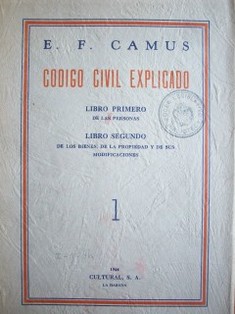 E. F. CAMUS
CODIGO CIVIL EXPLICADO
LIBRO PRIMERO
DE LAS PERSONAS
LIBRO SEGUNDO
DE LOS BIENES, DE LA PROPIEDAD Y DE SUS
MODIFICACIONES
1
CULTURAL, S. A.
LA HABANA